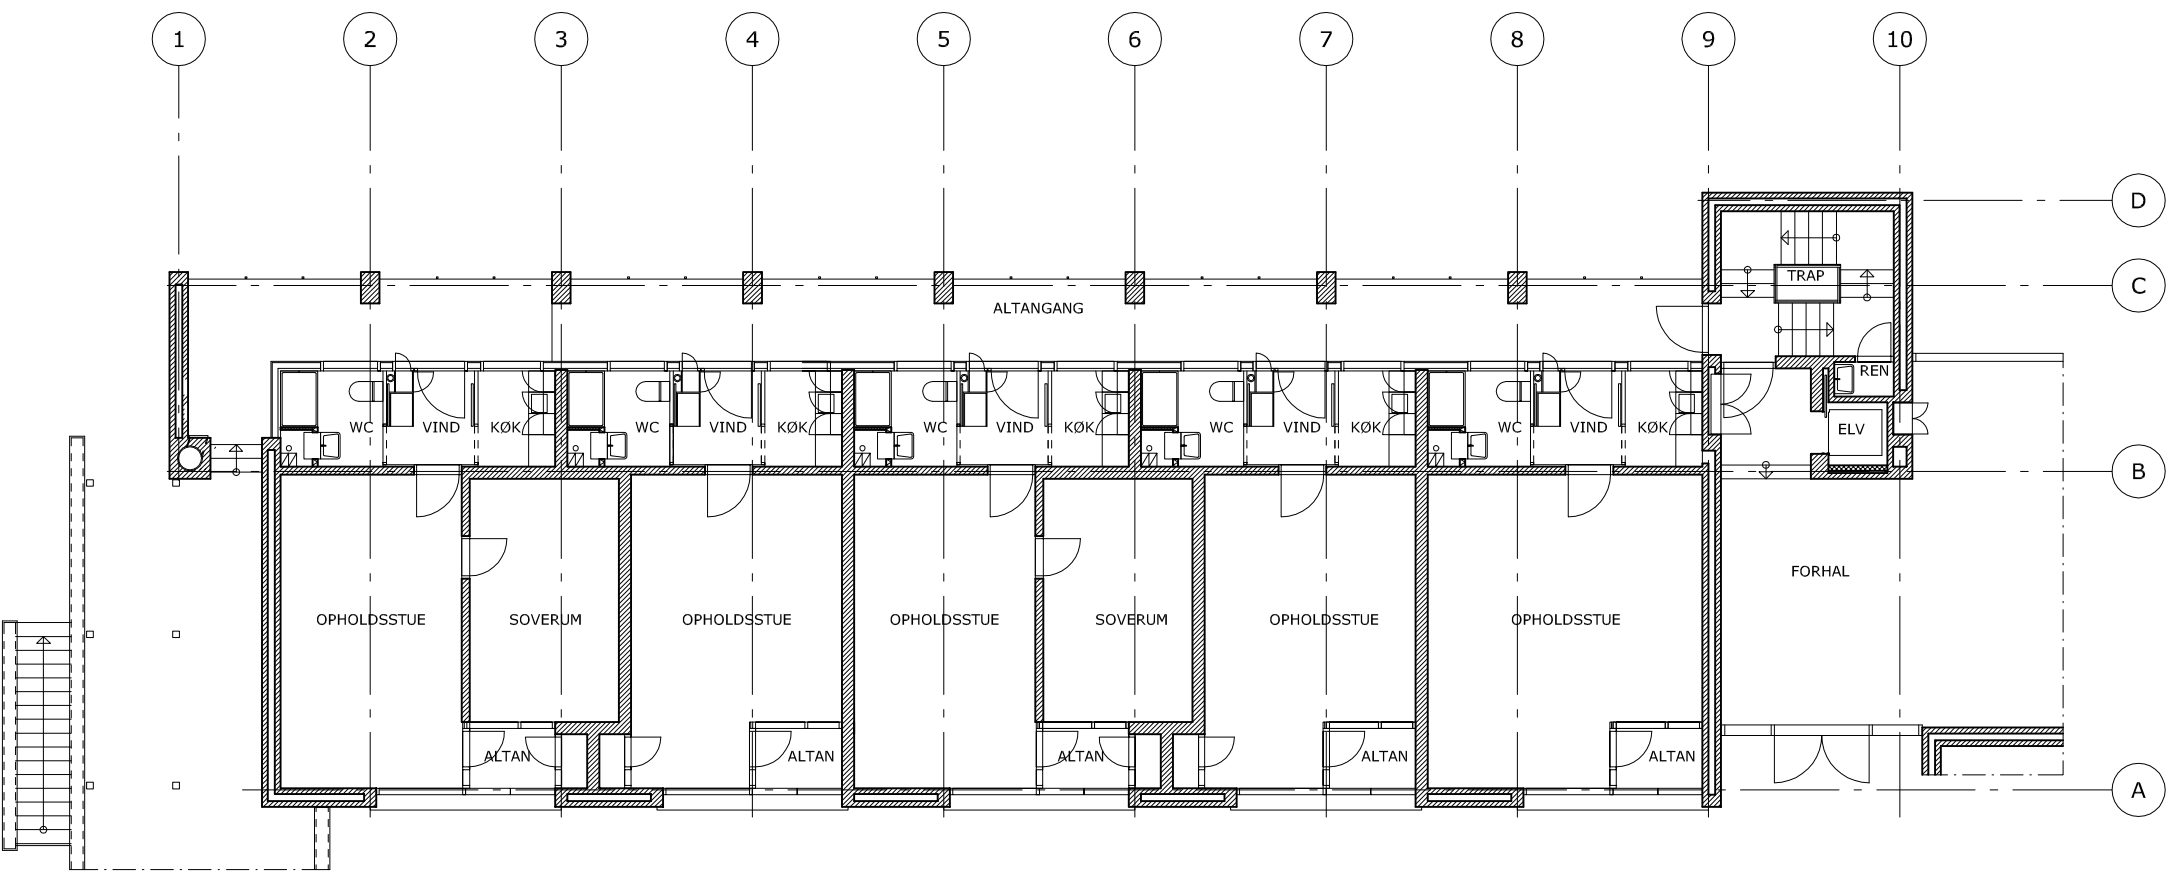 1 2 3 4 5 6 7 8 9 10
D
TRAP
C
ALTANGANG
REN
WC VIND KØK WC VIND KØK WC VIND KØK WC VIND KØK WC VIND KØK ELV
B
FORHAL
OPHOLDSSTUE SOVERUM OPHOLDSSTUE OPHOLDSSTUE SOVERUM OPHOLDSSTUE OPHOLDSSTUE
ALTAN ALTAN ALTAN ALTAN ALTAN
A